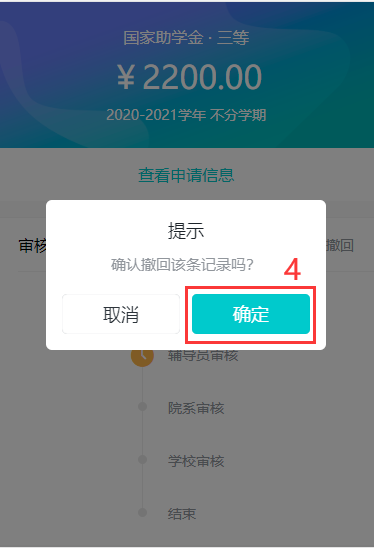 国家助学金 · 三等
¥ 2200.00
2020-2021学年 不分学期
查看申请信息
提示
审核
确认撤回该条记录吗?
4
撤回
取消
确定
辅导员审核
院系审核
学校审核
结束